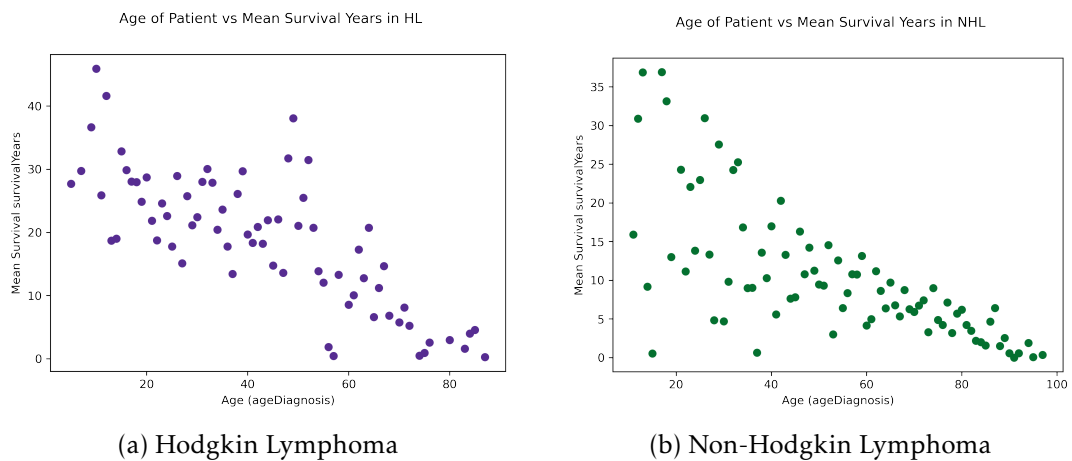 Age of Patient vs Mean Survival Years in HL
40
30
20
10
0
Mean Survival survivalYears
20
40
60
80
Age (ageDiagnosis)
(a) Hodgkin Lymphoma
Age of Patient vs Mean Survival Years in NHL
35
30
25
20
15
10
5
0
Mean Survival survivalYears
20
40
60
80
100
Age (ageDiagnosis)
(b) Non-Hodgkin Lymphoma